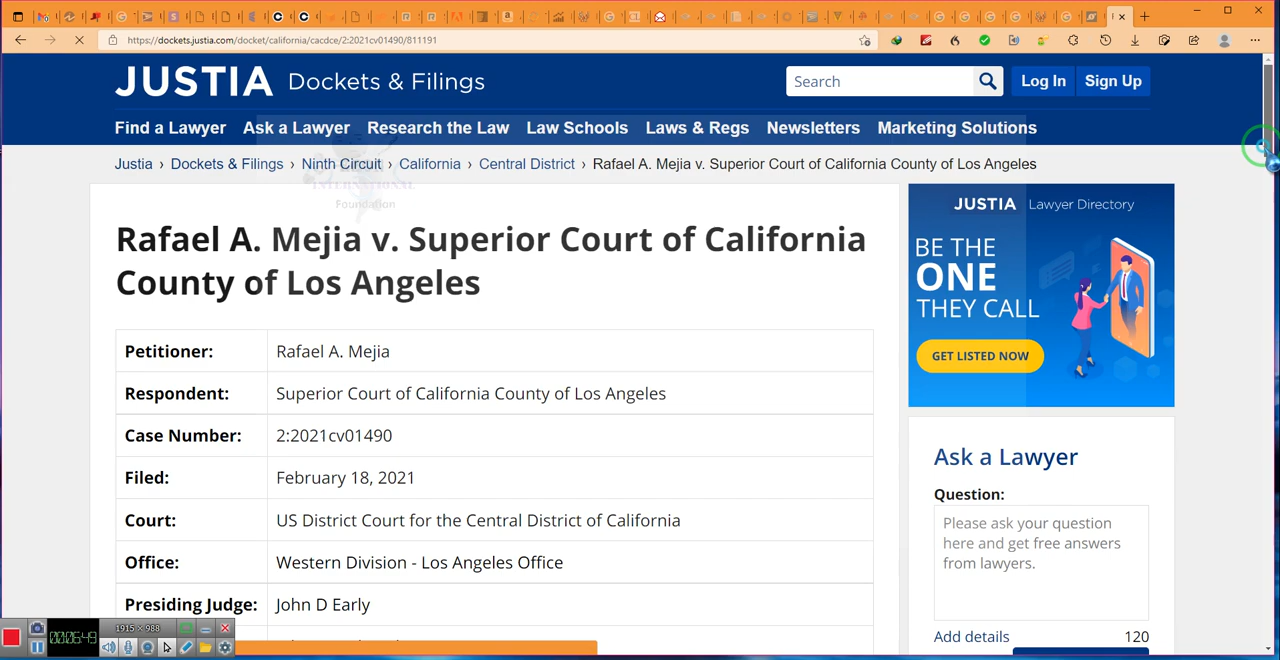 https://dockets.justia.com/docket/california/cacdce/2:2021cv01490/811191
JUSTIA Dockets & Filings
Search
Log In
Sign Up
Find a Lawyer Ask a Lawyer Research the Law Law Schools Laws & Regs Newsletters Marketing Solutions
Justia › Dockets & Filings › Ninth Circuit › California › Central District › Rafael A. Mejia v. Superior Court of California County of Los Angeles
INTERNATIONAL
Foundation
Rafael A. Mejia v. Superior Court of California
County of Los Angeles
Petitioner: Rafael A. Mejia
Respondent: Superior Court of California County of Los Angeles
Case Number: 2:2021cv01490
Filed: February 18, 2021
Court: US District Court for the Central District of California
Office: Western Division - Los Angeles Office
Presiding Judge: John D Early
JUSTIA Lawyer Directory
BE THE
ONE
THEY CALL
GET LISTED NOW
Ask a Lawyer
Question:
Please ask your question
here and get free answers
from lawyers.
Add details 120
1915 × 988
00:06:49